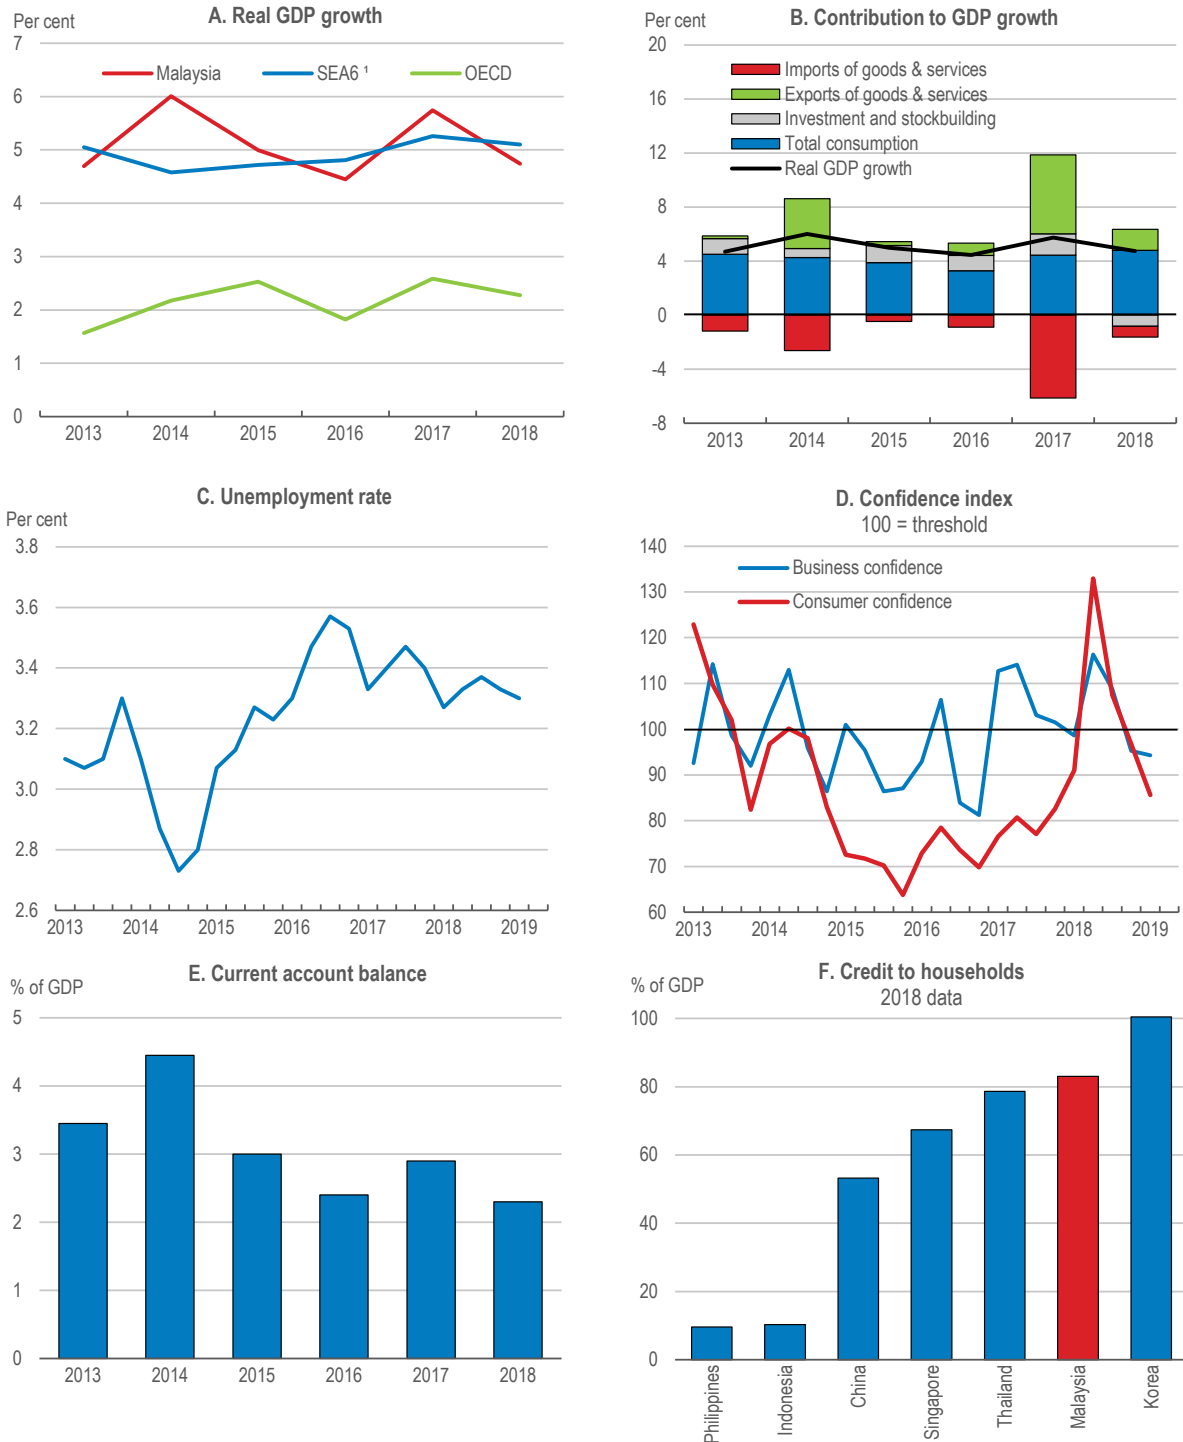 A. Real GDP growth
Per cent
7
6
5
4
3
2
1
0
Malaysia SEA6 ¹ OECD
2013 2014 2015 2016 2017 2018
B. Contribution to GDP growth
Per cent
20
16
12
8
4
0
-4
-8
Imports of goods & services
Exports of goods & services
Investment and stockbuilding
Total consumption
Real GDP growth
2013 2014 2015 2016 2017 2018
C. Unemployment rate
Per cent
3.8
3.6
3.4
3.2
3.0
2.8
2.6
2013 2014 2015 2016 2017 2018 2019
D. Confidence index
100 = threshold
140
130
120
110
100
90
80
70
60
Business confidence
Consumer confidence
2013 2014 2015 2016 2017 2018 2019
E. Current account balance
% of GDP
5
4
3
2
1
0
2013 2014 2015 2016 2017 2018
F. Credit to households
2018 data
% of GDP
100
80
60
40
20
0
Philippines
Indonesia
China
Singapore
Thailand
Malaysia
Korea